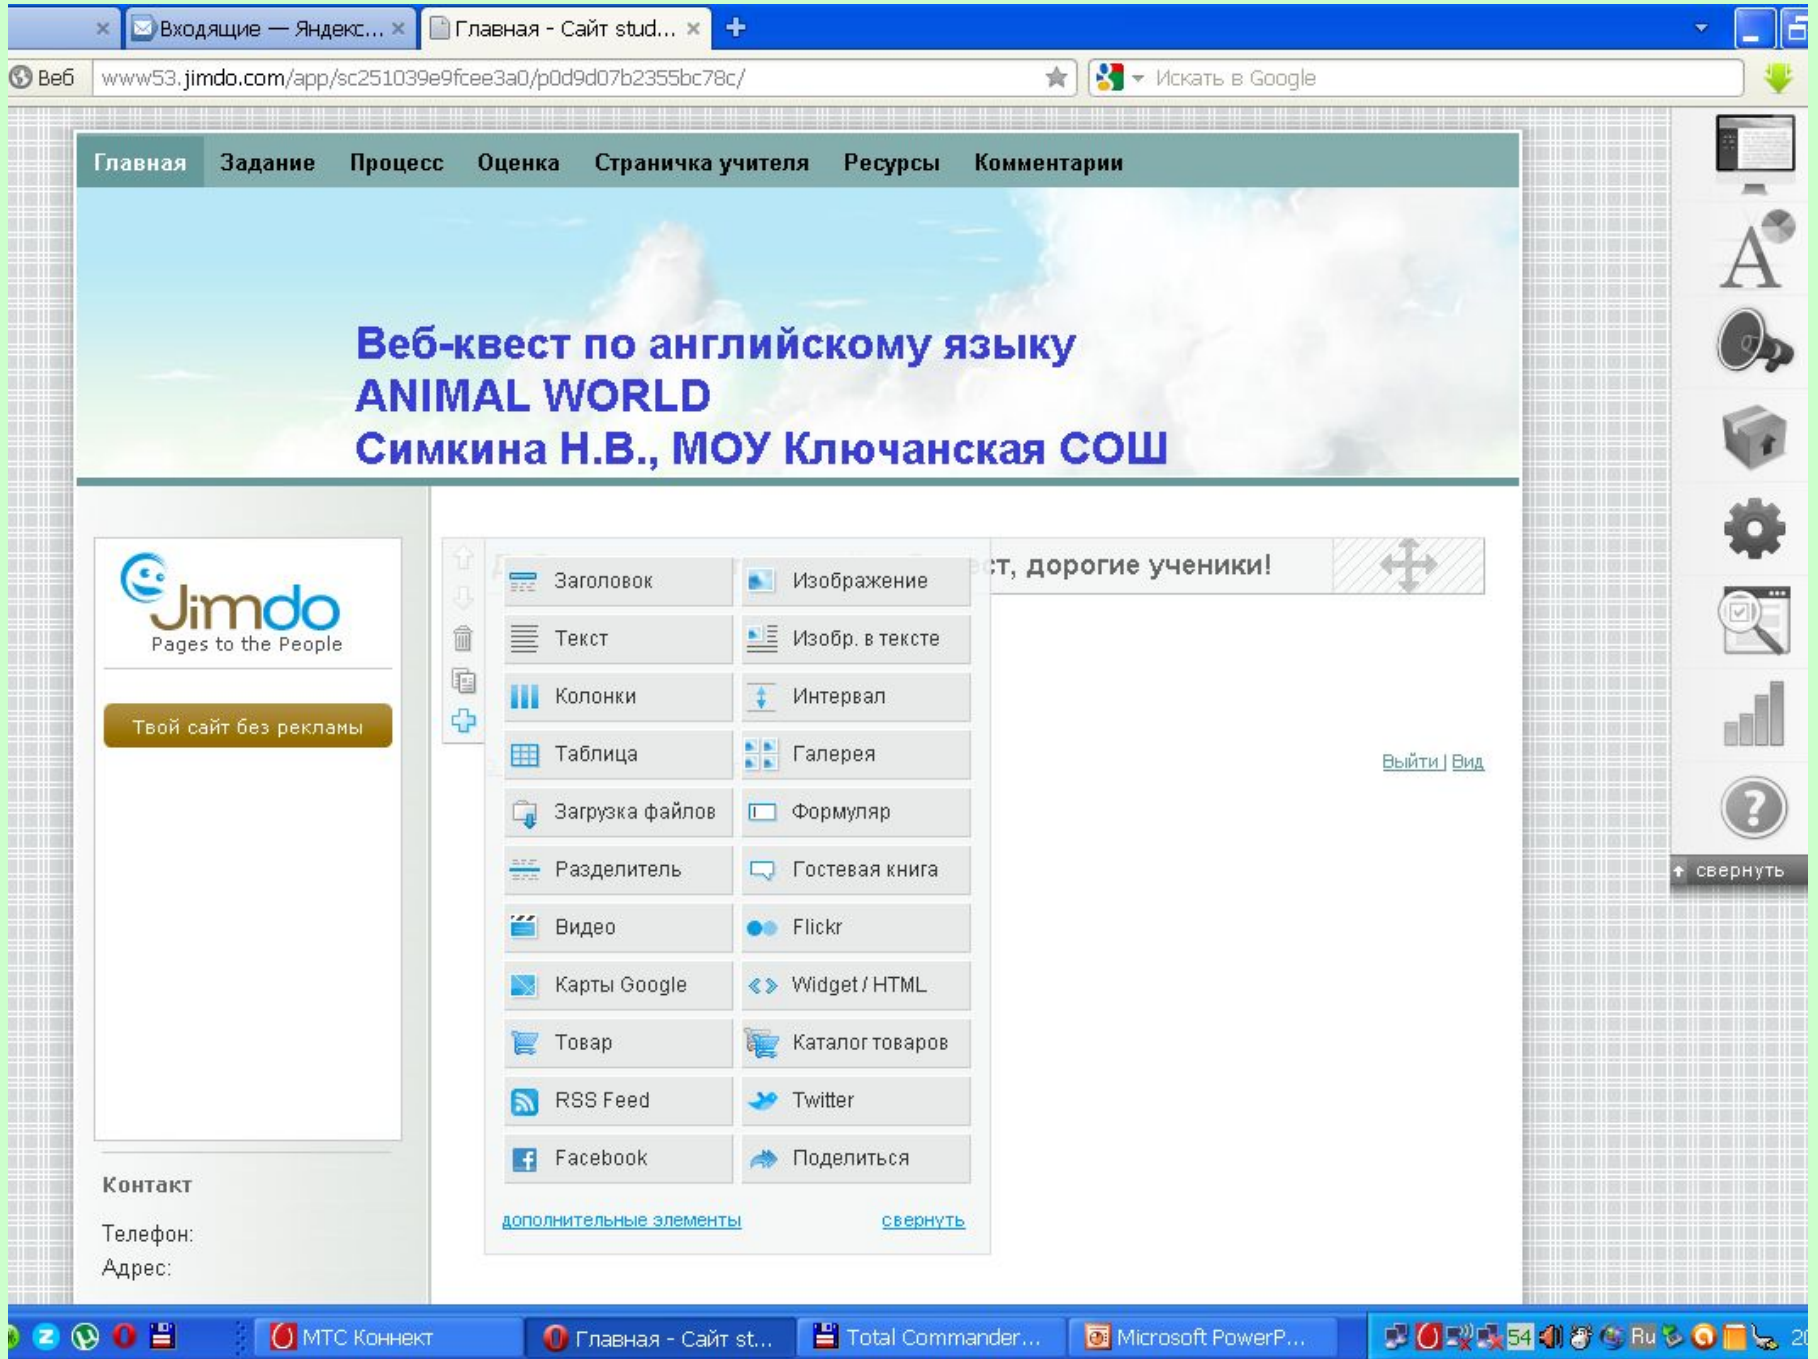 Входящие — Яндекс...
Главная - Сайт stud...
Веб
www53.jimdo.com/app/sc251039e9fcee3a0/p0d9d07b2355bc78c/
Искать в Google
Главная Задание Процесс Оценка Страничка учителя Ресурсы Комментарии
Веб-квест по английскому языку
ANIMAL WORLD
Симкина Н.В., МОУ Ключанская СОШ
Jimdo
Pages to the People
Твой сайт без рекламы
Контакт
Телефон:
Адрес:
дорогие ученики!
Заголовок Изображение
Текст Изобр. в тексте
Колонки Интервал
Таблица Галерея
Загрузка файлов Формуляр
Разделитель Гостевая книга
Видео Flickr
Карты Google Widget / HTML
Товар Каталог товаров
RSS Feed Twitter
Facebook Поделиться
дополнительные элементы свернуть
Выйти | Вид
свернуть
МТС Коннект
Главная - Сайт st...
Total Commander...
Microsoft PowerP...
54
Ru